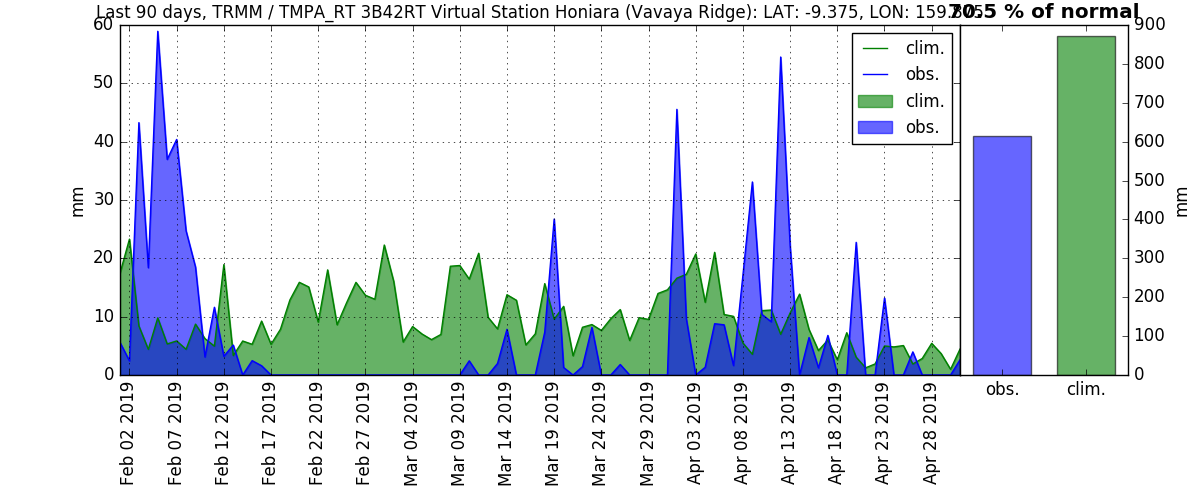 Last 90 days, TRMM / TMPA_RT 3B42RT Virtual Station Honiara (Vavaya Ridge): LAT: -9.375, LON:
70.5 % of normal
60
50
40
30
20
10
0
mm
clim.
obs.
clim.
obs.
Feb 02 2019
Feb 07 2019
Feb 12 2019
Feb 17 2019
Feb 22 2019
Feb 27 2019
Mar 04 2019
Mar 09 2019
Mar 14 2019
Mar 19 2019
Mar 24 2019
Mar 29 2019
Apr 03 2019
Apr 08 2019
Apr 13 2019
Apr 18 2019
Apr 23 2019
Apr 28 2019
900
800
700
600
500
400
300
200
100
0
mm
obs.
clim.